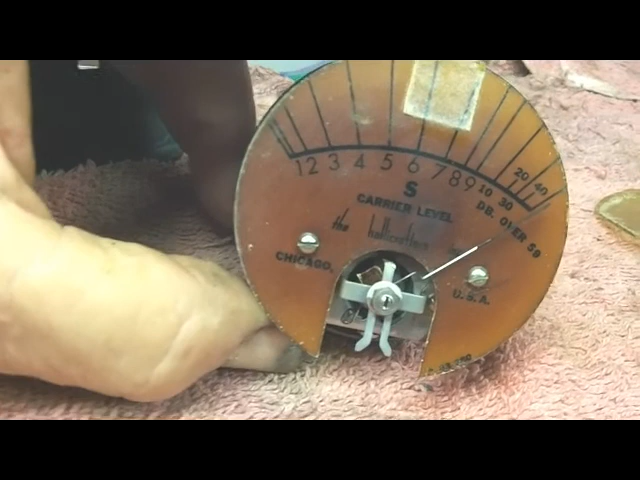 1 2 3 4 5 6 7 8 9 10 20 30 40
S
CARRIER LEVEL
DB. OVER S9
the hallicrafters
CHICAGO,
U.S.A.